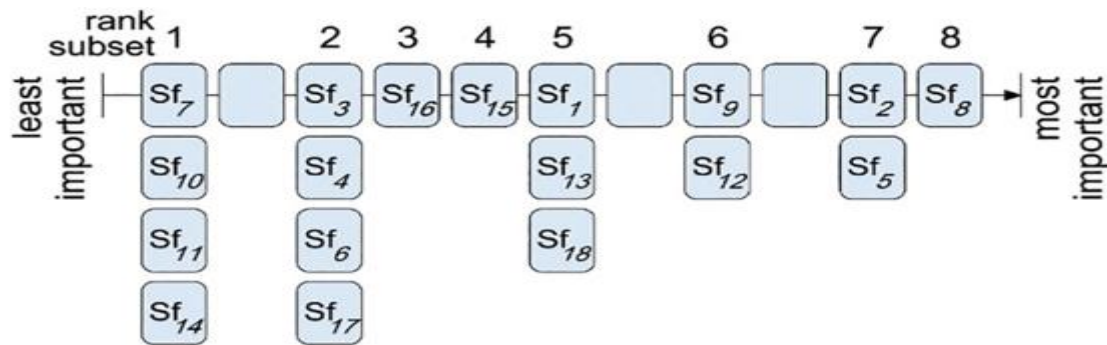 rank
subset 1 2 3 4 5 6 7 8
least
important
Sf7 Sf3 Sf16 Sf15 Sf1 Sf9 Sf2 Sf8
most
important
Sf10 Sf4 Sf13 Sf12 Sf5
Sf11 Sf6 Sf18
Sf14 Sf17